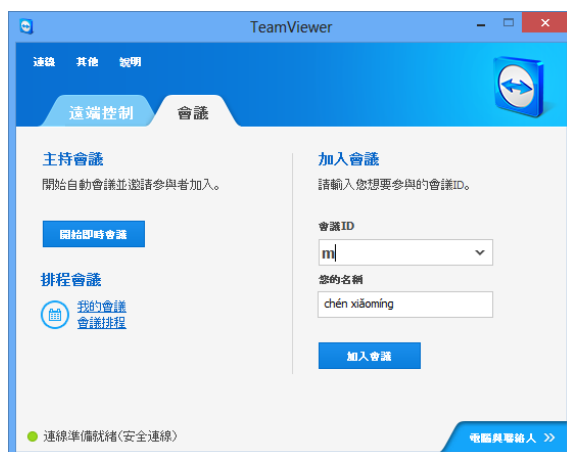 TeamViewer
連線 其他 說明
遠端控制 會議
主持會議
開始自動會議並邀請參與者加入。
開始即時會議
排程會議
我的會議
會議排程
加入會議
請輸入您想要參與的會議ID。
會議ID
m
您的名稱
chén xiǎomíng
加入會議
連線準備就緒(安全連線)
電腦與聯絡人 >>